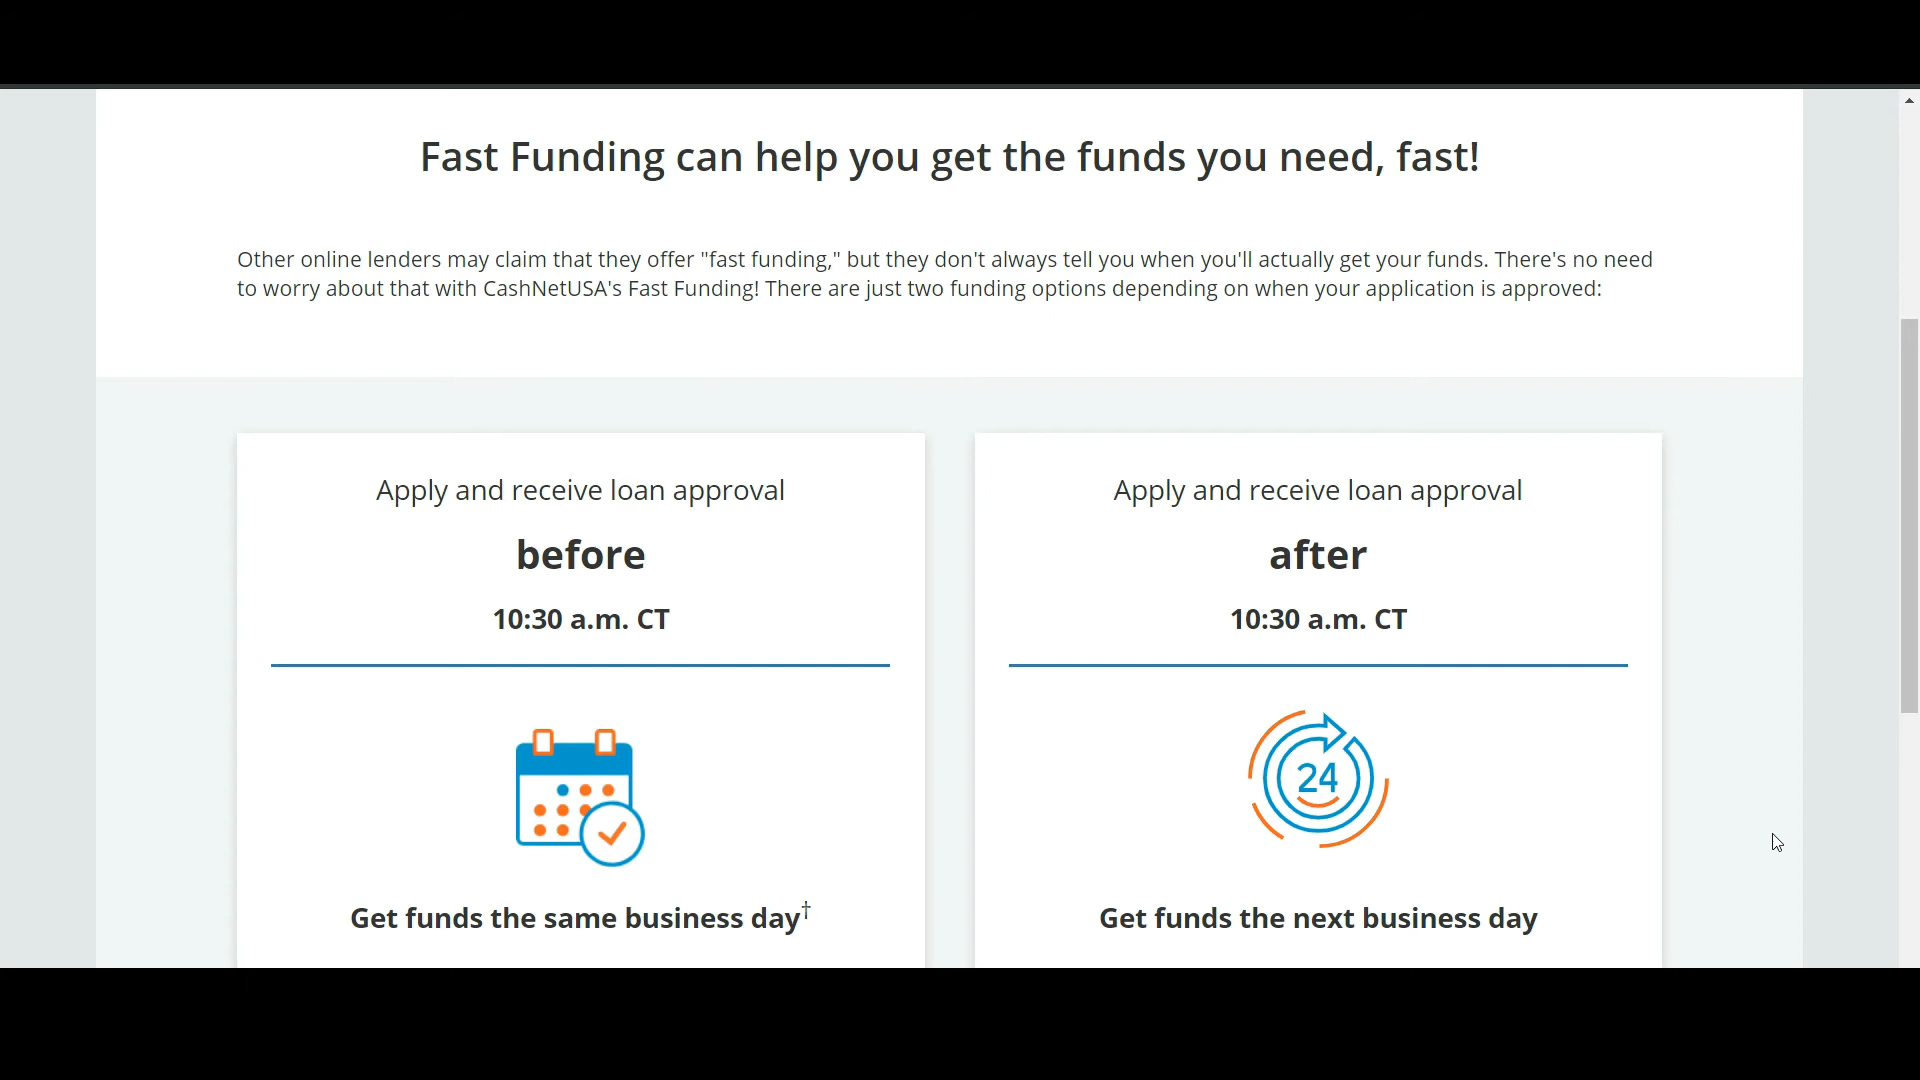 Fast Funding can help you get the funds you need, fast!
Other online lenders may claim that they offer "fast funding," but they don't always tell you when you'll actually get your funds. There's no need
to worry about that with CashNetUSA's Fast Funding! There are just two funding options depending on when your application is approved:
Apply and receive loan approval
before
10:30 a.m. CT
Get funds the same business day†
Apply and receive loan approval
after
10:30 a.m. CT
24
Get funds the next business day